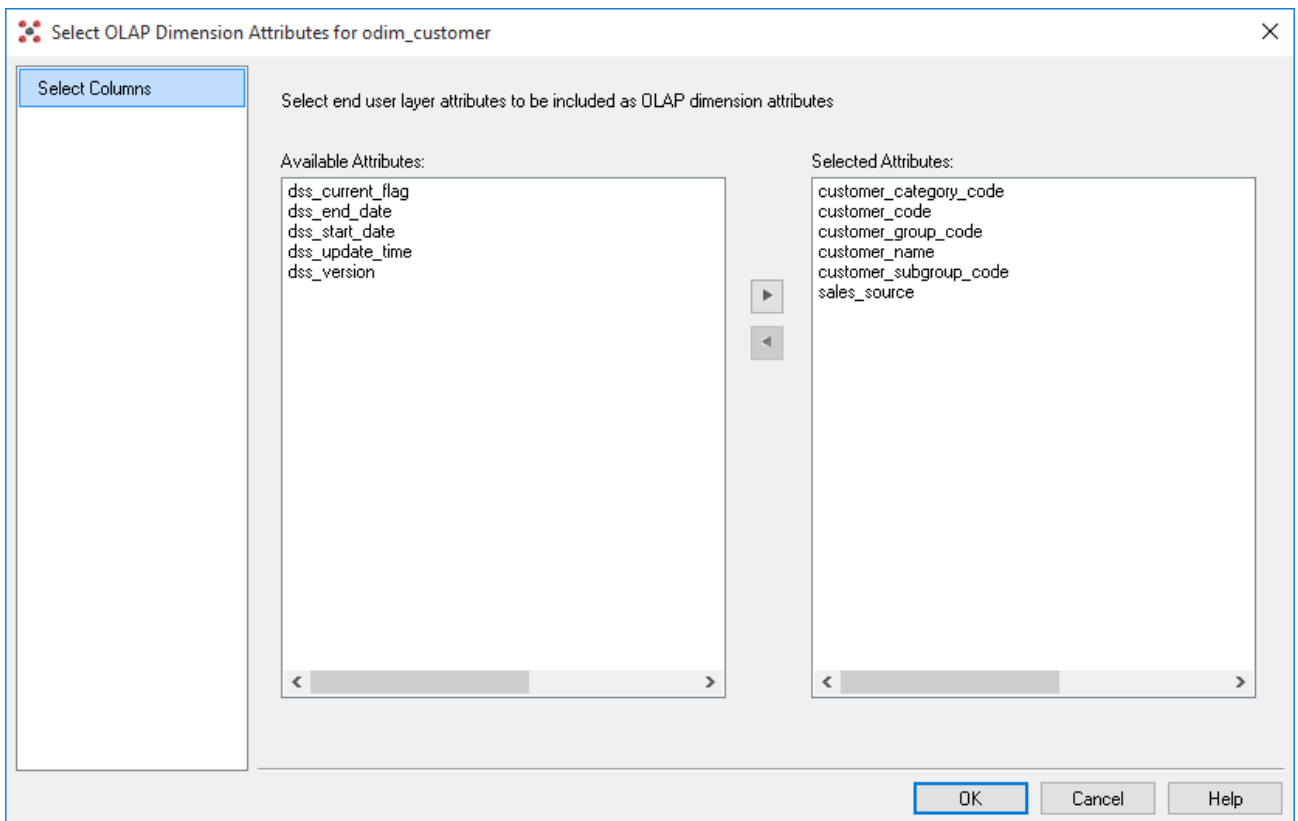 Select OLAP Dimension Attributes for odim_customer
Select Columns
Select end user layer attributes to be included as OLAP dimension attributes
Available Attributes:
dss_current_flag
dss_end_date
dss_start_date
dss_update_time
dss_version
Selected Attributes:
customer_category_code
customer_code
customer_group_code
customer_name
customer_subgroup_code
sales_source
OK
Cancel
Help